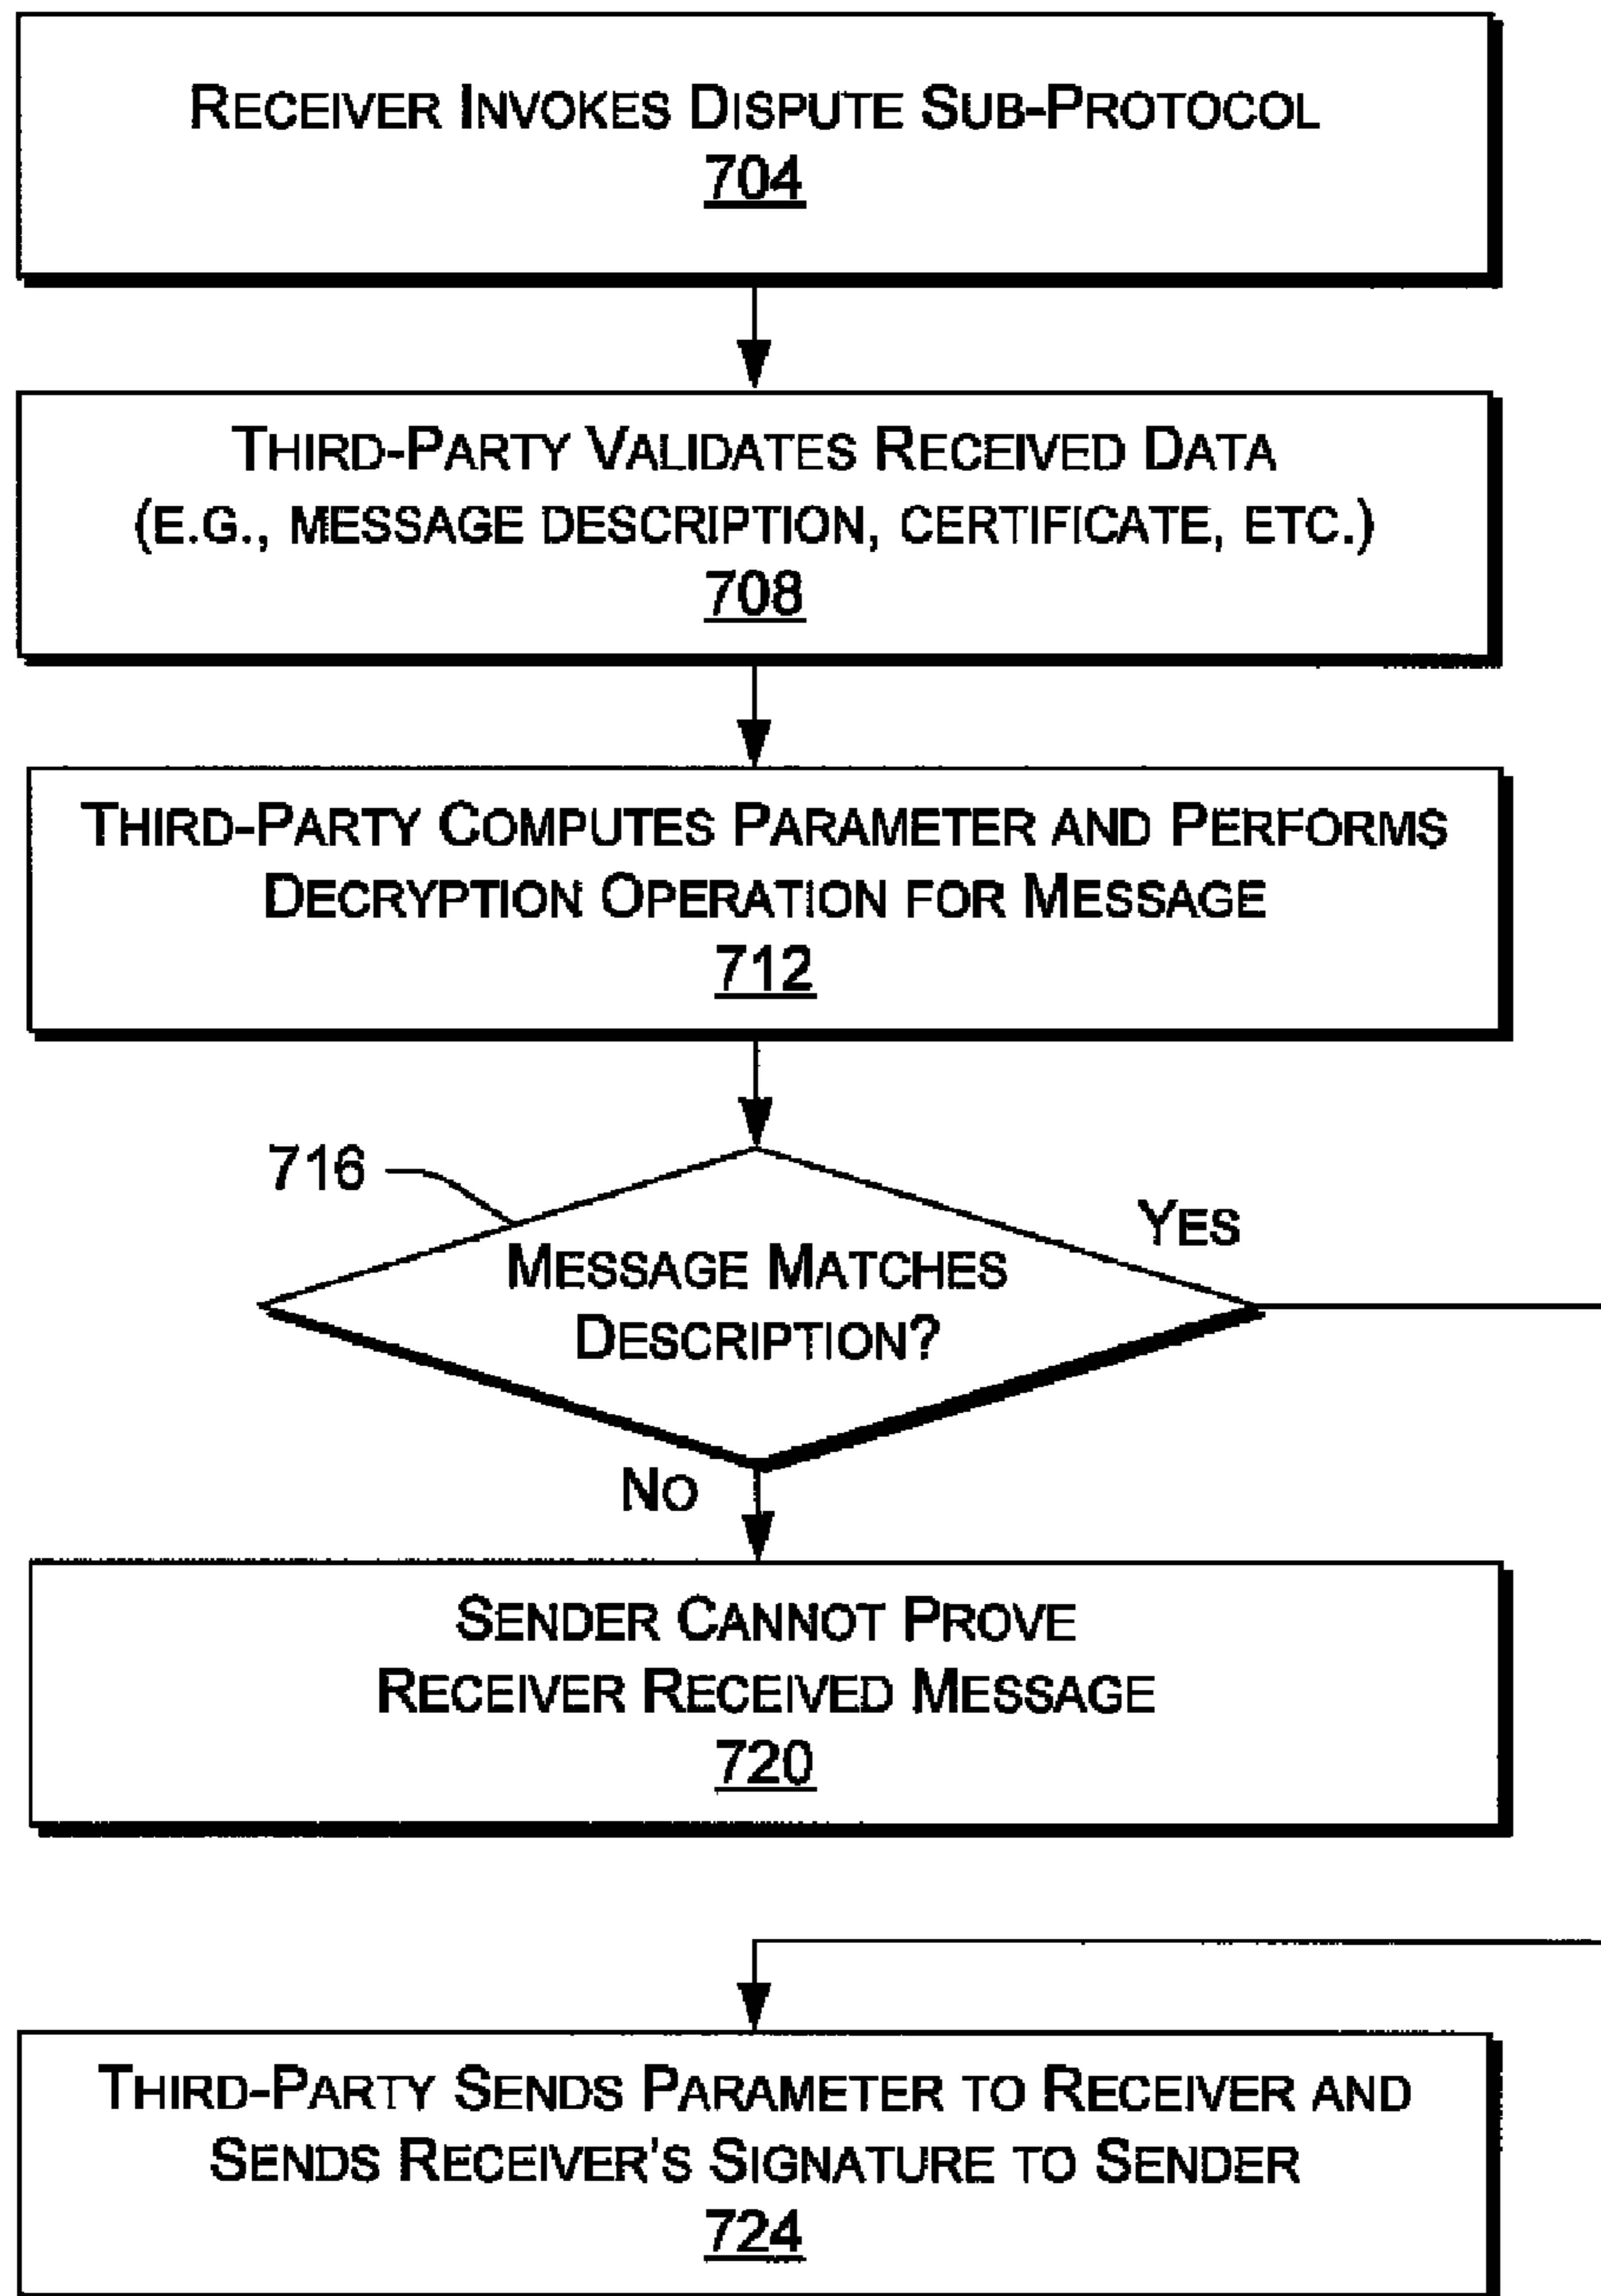 RECEIVER INVOKES DISPUTE SUB-PROTOCOL
704
THIRD-PARTY VALIDATES RECEIVED DATA
(E.G., MESSAGE DESCRIPTION, CERTIFICATE, ETC.)
708
THIRD-PARTY COMPUTES PARAMETER AND PERFORMS
DECRYPTION OPERATION FOR MESSAGE
712
716
YES
MESSAGE MATCHES
DESCRIPTION?
NO
SENDER CANNOT PROVE
RECEIVER RECEIVED MESSAGE
720
THIRD-PARTY SENDS PARAMETER TO RECEIVER AND
SENDS RECEIVER'S SIGNATURE TO SENDER
724